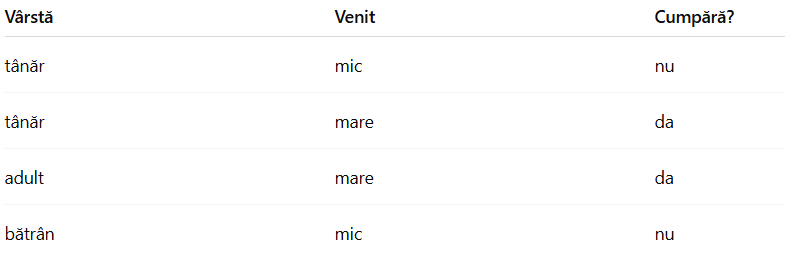 Vârstă Venit Cumpără?
tânăr mic nu
tânăr mare da
adult mare da
bătrân mic nu